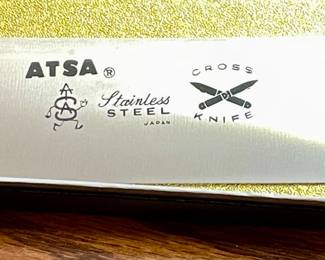 ATSA ®
Stainless
STEEL
JAPAN
CROSS
KNIFE